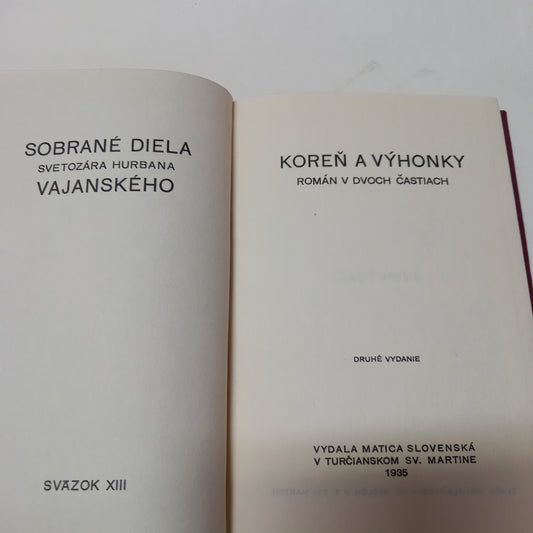 SOBRANÉ DIELA
SVETOZÁRA HURBANA
VAJANSKÉHO
SVÄZOK XIII
KOREŇ A VÝHONKY
ROMÁN V DVOCH ČASTIACH
DRUHÉ VYDANIE
VYDALA MATICA SLOVENSKÁ
V TURČIANSKOM SV. MARTINE
1935